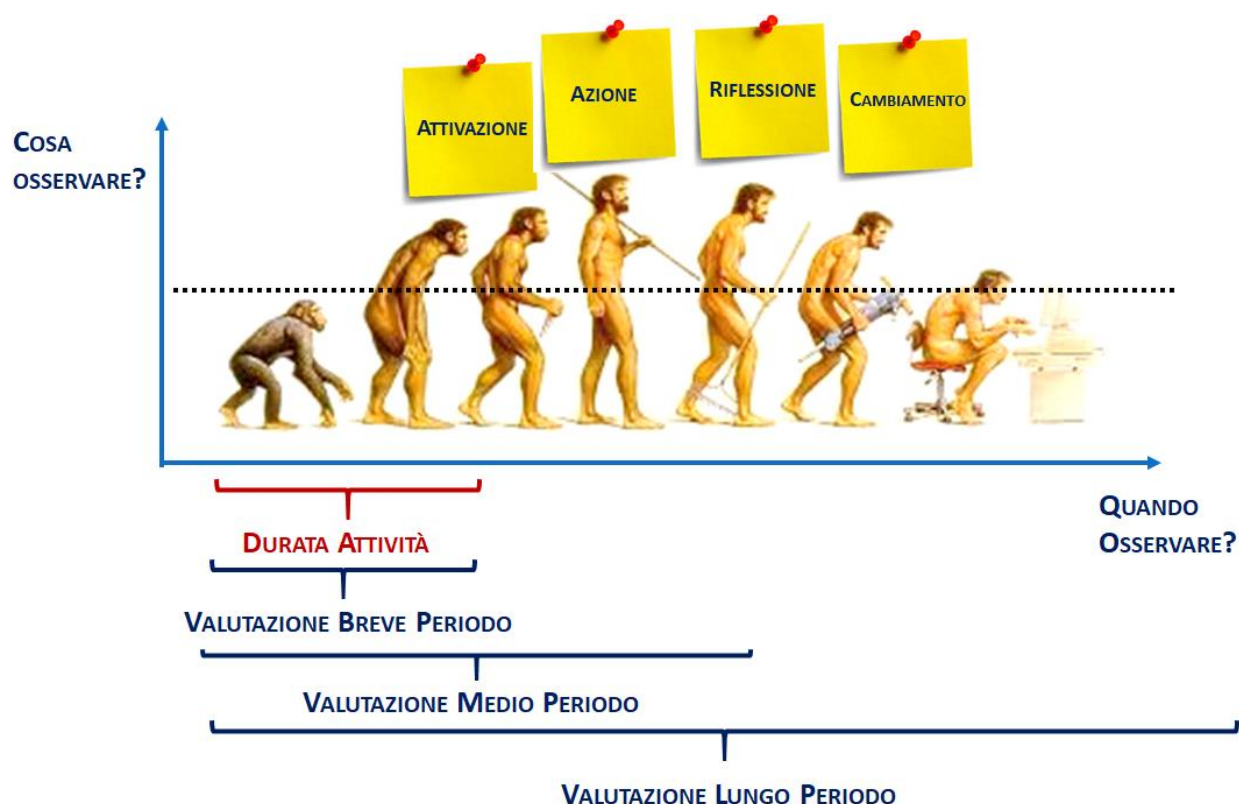 ATTIVAZIONE
AZIONE
RIFLESSIONE
CAMBIAMENTO
COSA
OSSERVARE?
QUANDO
OSSERVARE?
DURATA ATTIVITÀ
VALUTAZIONE BREVE PERIODO
VALUTAZIONE MEDIO PERIODO
VALUTAZIONE LUNGO PERIODO